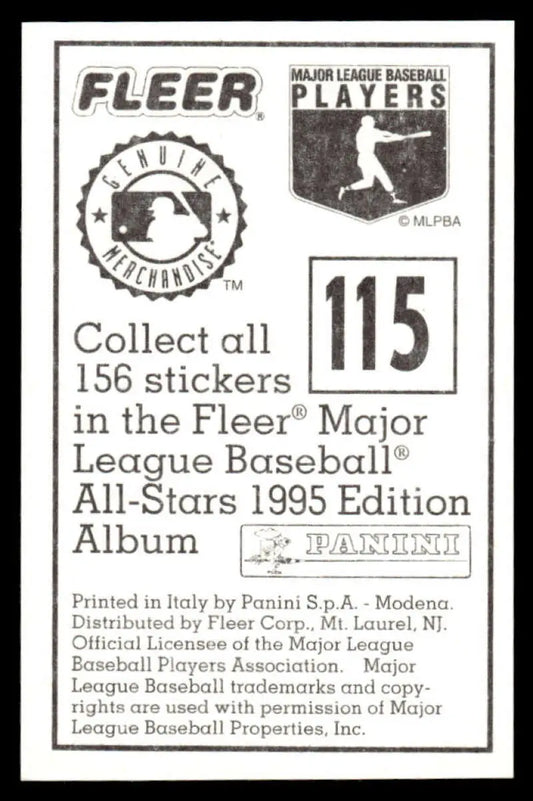 FLEER®
MAJOR LEAGUE BASEBALL
PLAYERS
© MLPBA
GENUINE
MERCHANDISE®
TM
115
Collect all
156 stickers
in the Fleer® Major
League Baseball®
All-Stars 1995 Edition
Album
PANINI
Printed in Italy by Panini S.p.A. - Modena.
Distributed by Fleer Corp., Mt. Laurel, NJ.
Official Licensee of the Major League
Baseball Players Association. Major
League Baseball trademarks and copy-
rights are used with permission of Major
League Baseball Properties, Inc.